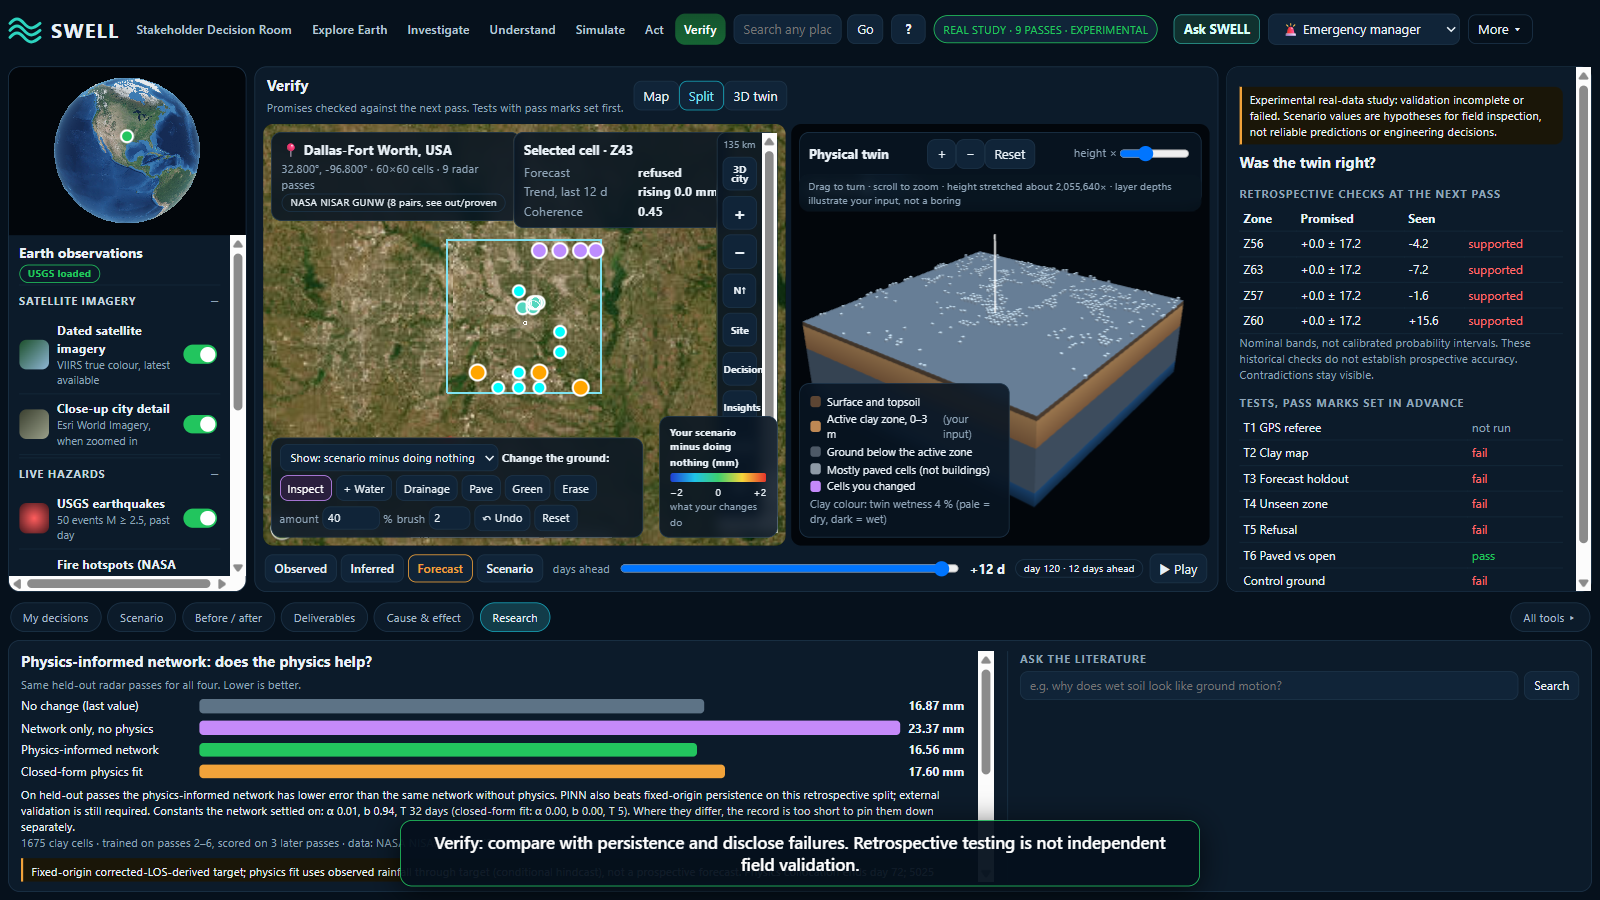 SWELL
Stakeholder Decision Room
Explore Earth
Investigate
Understand
Simulate
Act
Verify
Search any plac
Go
?
REAL STUDY · 9 PASSES · EXPERIMENTAL
Ask SWELL
Emergency manager
More
Earth observations
USGS loaded
SATELLITE IMAGERY
Dated satellite
imagery
VIIRS true colour, latest
available
Close-up city detail
Esri World Imagery,
when zoomed in
LIVE HAZARDS
USGS earthquakes
50 events M ≥ 2.5, past
day
Fire hotspots (NASA
Verify
Promises checked against the next pass. Tests with pass marks set first.
Map
Split
3D twin
Dallas-Fort Worth, USA
32.800°, -96.800° · 60×60 cells · 9 radar
passes
NASA NISAR GUNW (8 pairs, see out/proven
Selected cell · Z43
Forecast refused
Trend, last 12 d rising 0.0 mm
Coherence 0.45
135 km
3D
city
+
−
N↑
Site
Decision
Insights
Show: scenario minus doing nothing
Change the ground:
Inspect
+ Water
Drainage
Pave
Green
Erase
amount 40 % brush 2
↶ Undo
Reset
Your scenario
minus doing
nothing (mm)
−2 0 +2
what your changes
do
Physical twin
+
−
Reset
height ×
Drag to turn · scroll to zoom · height stretched about 2,055,640× · layer depths
illustrate your input, not a boring
Surface and topsoil
Active clay zone, 0–3
m
(your
input)
Ground below the active zone
Mostly paved cells (not buildings)
Cells you changed
Clay colour: twin wetness 4 % (pale =
dry, dark = wet)
Observed
Inferred
Forecast
Scenario
days ahead
+12 d
day 120 · 12 days ahead
▶ Play
Experimental real-data study: validation incomplete or
failed. Scenario values are hypotheses for field inspection,
not reliable predictions or engineering decisions.
Was the twin right?
RETROSPECTIVE CHECKS AT THE NEXT PASS
Zone Promised Seen
Z56 +0.0 ± 17.2 -4.2 supported
Z63 +0.0 ± 17.2 -7.2 supported
Z57 +0.0 ± 17.2 -1.6 supported
Z60 +0.0 ± 17.2 +15.6 supported
Nominal bands, not calibrated probability intervals. These
historical checks do not establish prospective accuracy.
Contradictions stay visible.
TESTS, PASS MARKS SET IN ADVANCE
T1 GPS referee not run
T2 Clay map fail
T3 Forecast holdout fail
T4 Unseen zone fail
T5 Refusal fail
T6 Paved vs open pass
Control ground fail
My decisions
Scenario
Before / after
Deliverables
Cause & effect
Research
All tools
Physics-informed network: does the physics help?
Same held-out radar passes for all four. Lower is better.
No change (last value) 16.87 mm
Network only, no physics 23.37 mm
Physics-informed network 16.56 mm
Closed-form physics fit 17.60 mm
On held-out passes the physics-informed network has lower error than the same network without physics. PINN also beats fixed-origin persistence on this retrospective split; external
validation is still required. Constants the network settled on: α 0.01, b 0.94, T 32 days (closed-form fit: α 0.00, b 0.00, T 5). Where they differ, the record is too short to pin them down
separately.
1675 clay cells · trained on passes 2–6, scored on 3 later passes · data: NAS
Fixed-origin corrected-LOS-derived target; physics fit uses observed rainfall through target (conditional hindcast), not a prospective forecast.
ASK THE LITERATURE
e.g. why does wet soil look like ground motion?
Search
Verify: compare with persistence and disclose failures. Retrospective testing is not independent
field validation.